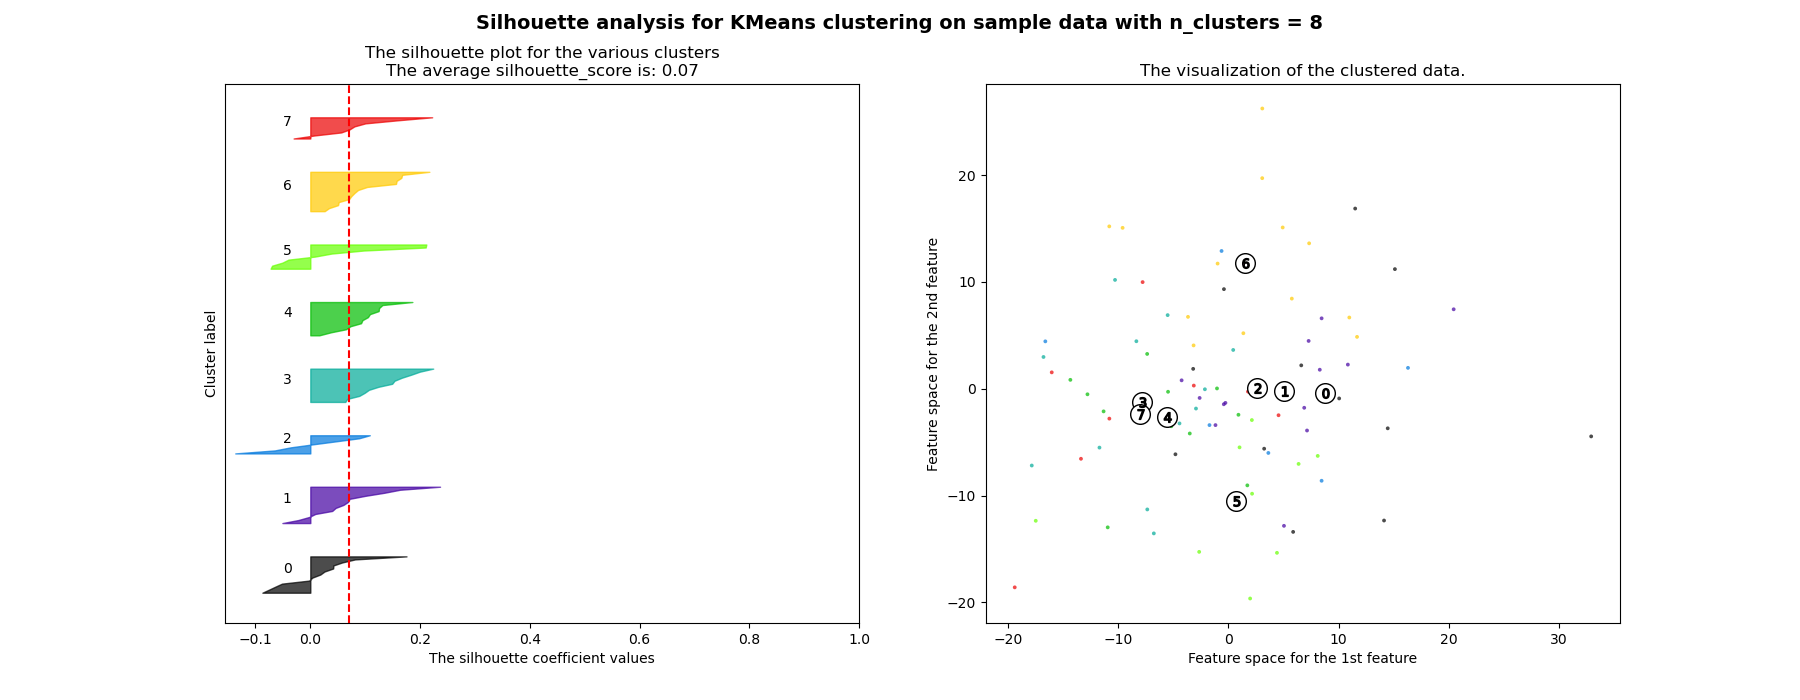 Silhouette analysis for KMeans clustering on sample data with n_clusters = 8
The silhouette plot for the various clusters
The average silhouette_score is: 0.07
Cluster label
7
6
5
4
3
2
1
0
−0.1 0.0 0.2 0.4 0.6 0.8 1.0
The silhouette coefficient values
The visualization of the clustered data.
Feature space for the 2nd feature
20
10
0
−10
−20
6
2 1 0
3
7 4
5
−20 −10 0 10 20 30
Feature space for the 1st feature